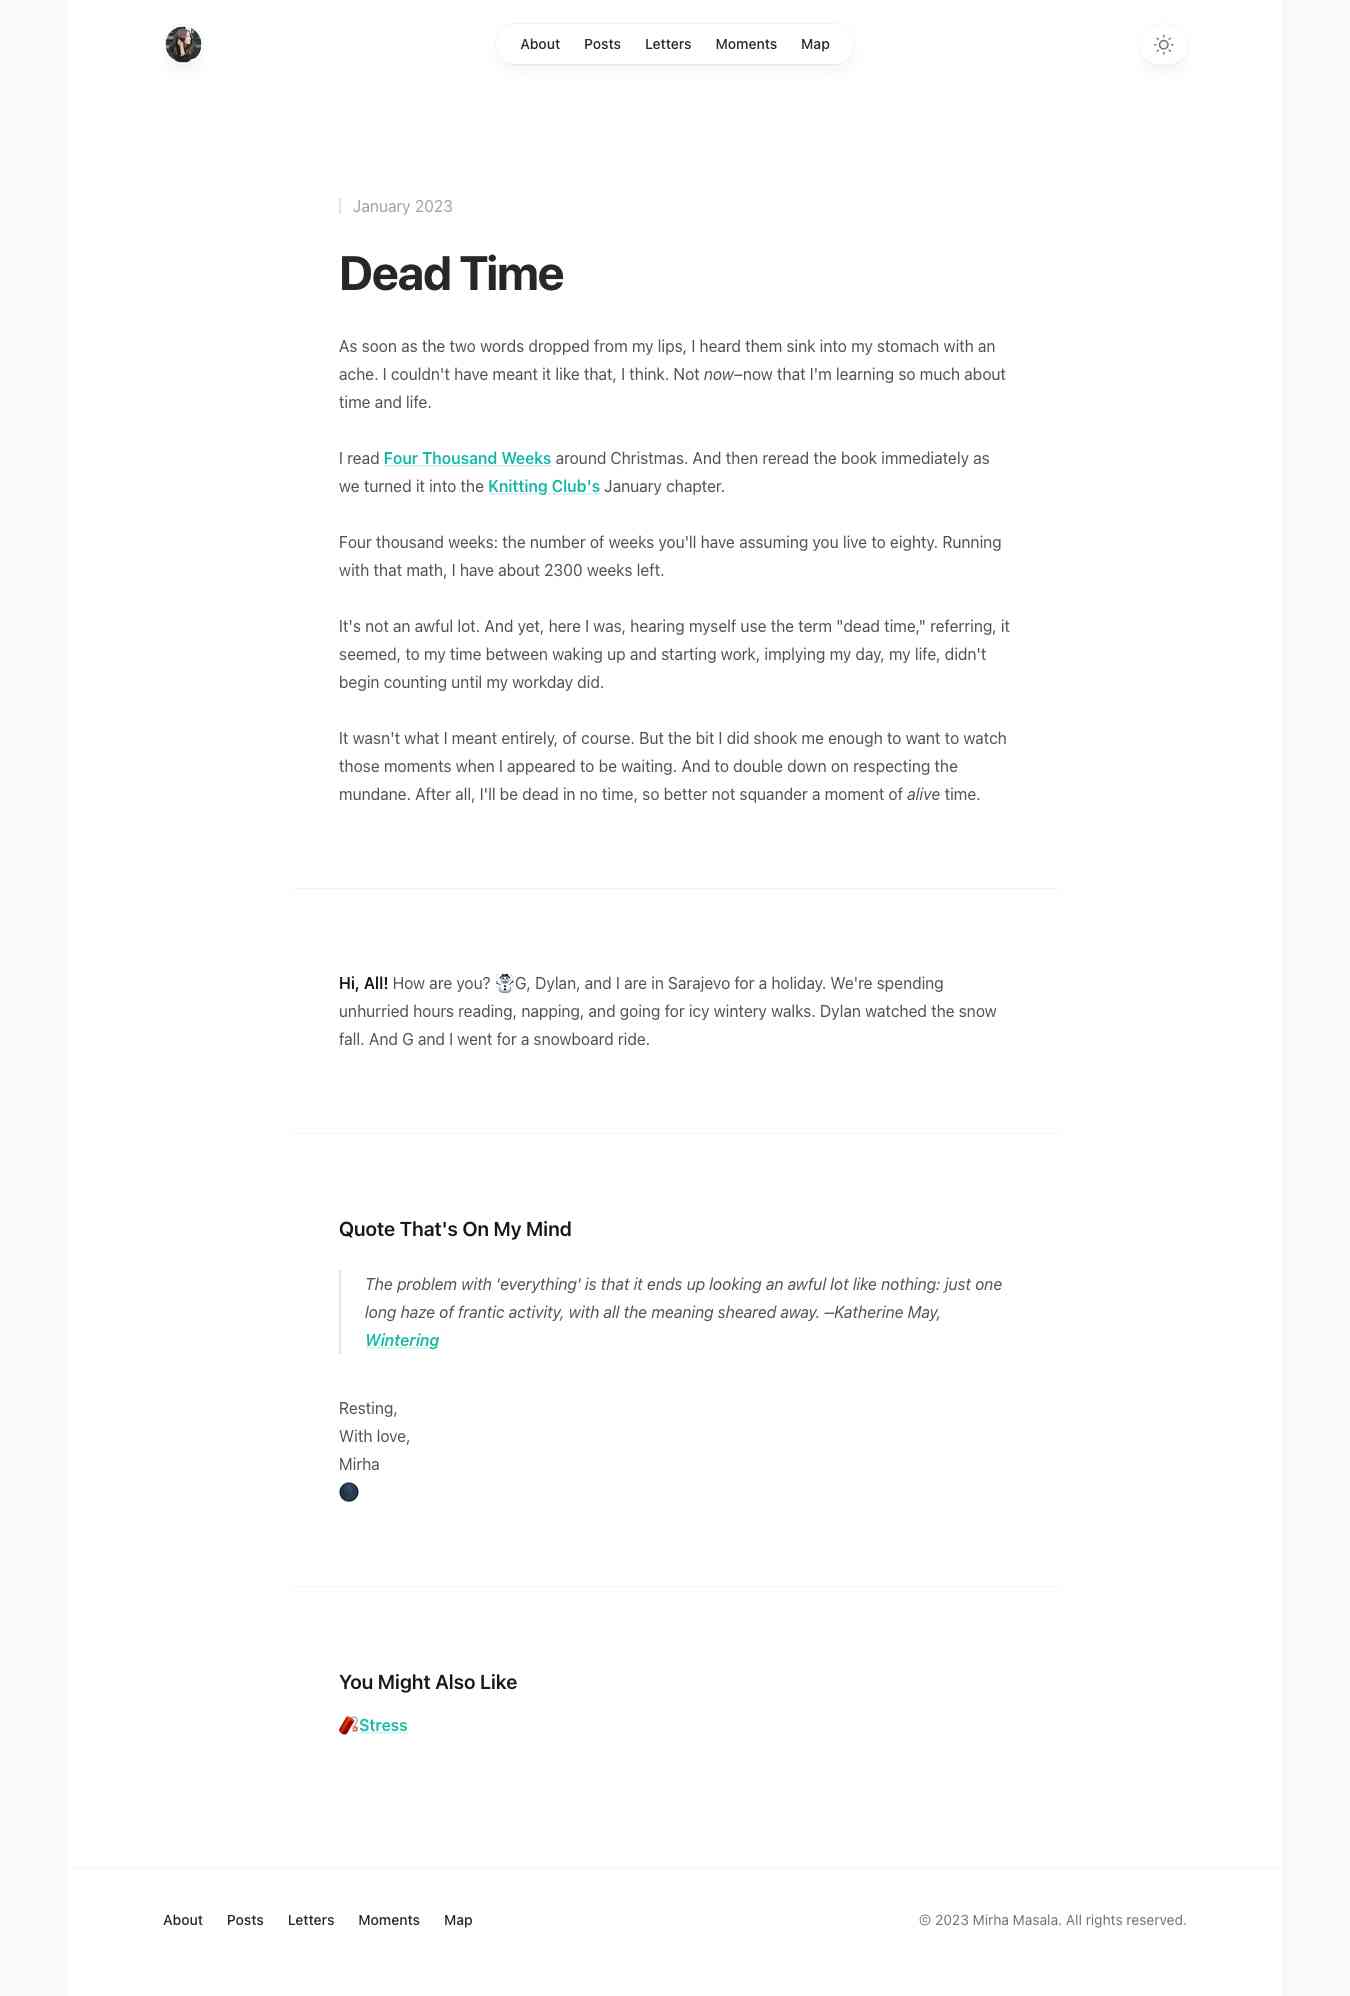 About Posts Letters Moments Map
January 2023
Dead Time
As soon as the two words dropped from my lips, I heard them sink into my stomach with an
ache. I couldn't have meant it like that, I think. Not now—now that I'm learning so much about
time and life.
I read Four Thousand Weeks around Christmas. And then reread the book immediately as
we turned it into the Knitting Club's January chapter.
Four thousand weeks: the number of weeks you'll have assuming you live to eighty. Running
with that math, I have about 2300 weeks left.
It's not an awful lot. And yet, here I was, hearing myself use the term "dead time," referring, it
seemed, to my time between waking up and starting work, implying my day, my life, didn't
begin counting until my workday did.
It wasn't what I meant entirely, of course. But the bit I did shook me enough to want to watch
those moments when I appeared to be waiting. And to double down on respecting the
mundane. After all, I'll be dead in no time, so better not squander a moment of alive time.
Hi, All! How are you? ☃️G, Dylan, and I are in Sarajevo for a holiday. We're spending
unhurried hours reading, napping, and going for icy wintery walks. Dylan watched the snow
fall. And G and I went for a snowboard ride.
Quote That's On My Mind
The problem with 'everything' is that it ends up looking an awful lot like nothing: just one
long haze of frantic activity, with all the meaning sheared away. —Katherine May,
Wintering
Resting,
With love,
Mirha
🌑
You Might Also Like
🧨Stress
About Posts Letters Moments Map
© 2023 Mirha Masala. All rights reserved.